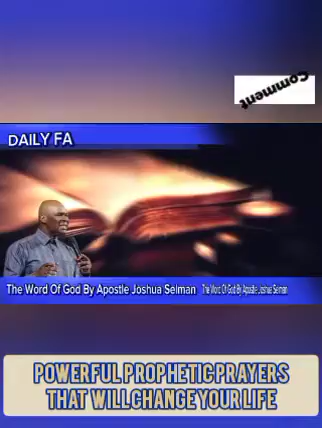 Comment
DAILY FA
The Word Of God By Apostle Joshua Selman The Word Of God By Apostle Joshua Selman
POWERFUL PROPHETIC PRAYERS
THAT WILL CHANGE YOUR LIFE